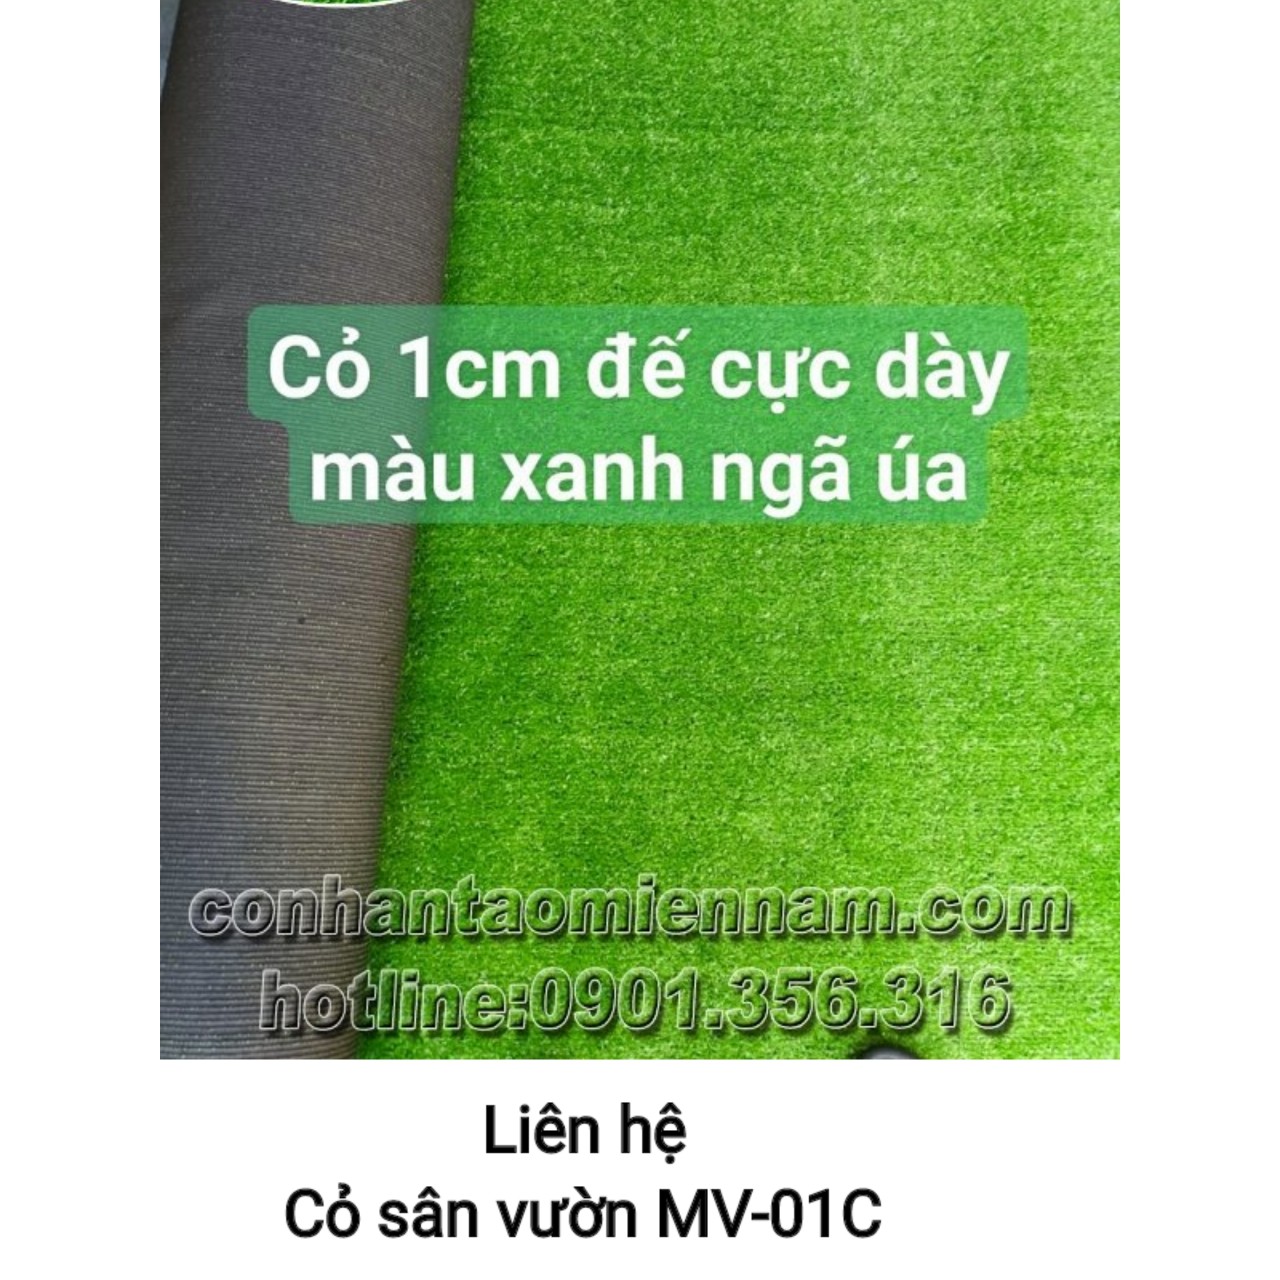 Cỏ 1cm đế cực dày
màu xanh ngã úa
conhantaomiennam.com
hotline:0901.356.316
Liên hệ
Cỏ sân vườn MV-01C